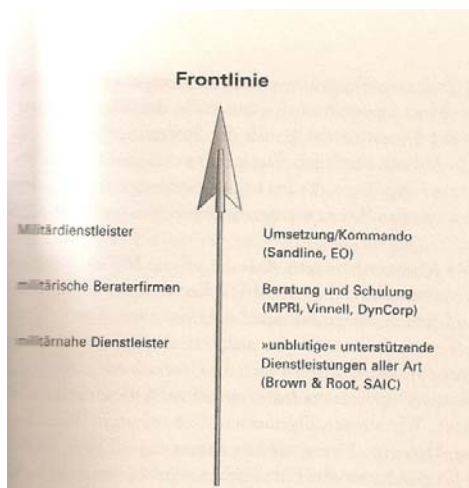 Frontlinie
Militärdienstleister
Umsetzung/Kommando
(Sandline, EO)
militärische Beraterfirmen
Beratung und Schulung
(MPRI, Vinnell, DynCorp)
militärnahe Dienstleister
»unblutige« unterstützende
Dienstleistungen aller Art
(Brown & Root, SAIC)